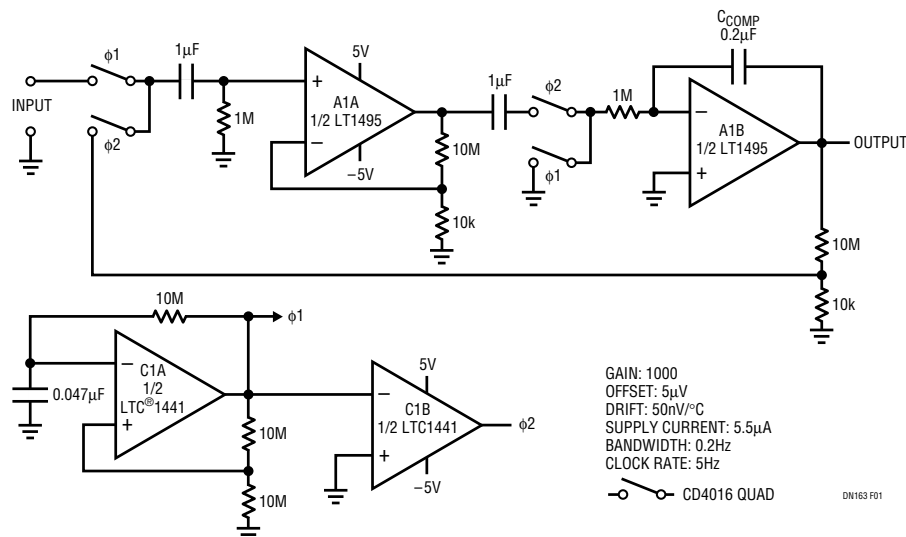 CCOMP
0.2µF
ϕ1
1µF
5V
+
A1A
1/2 LT1495
−
−5V
INPUT
ϕ2
1M
10M
10k
1µF
ϕ2
ϕ1
1M
−
A1B
1/2 LT1495
+
OUTPUT
10M
10k
10M
ϕ1
−
C1A
1/2
LTC®1441
+
0.047µF
10M
10M
5V
−
C1B
1/2 LTC1441
+
−5V
ϕ2
GAIN: 1000
OFFSET: 5µV
DRIFT: 50nV/°C
SUPPLY CURRENT: 5.5µA
BANDWIDTH: 0.2Hz
CLOCK RATE: 5Hz
CD4016 QUAD
DN163 F01